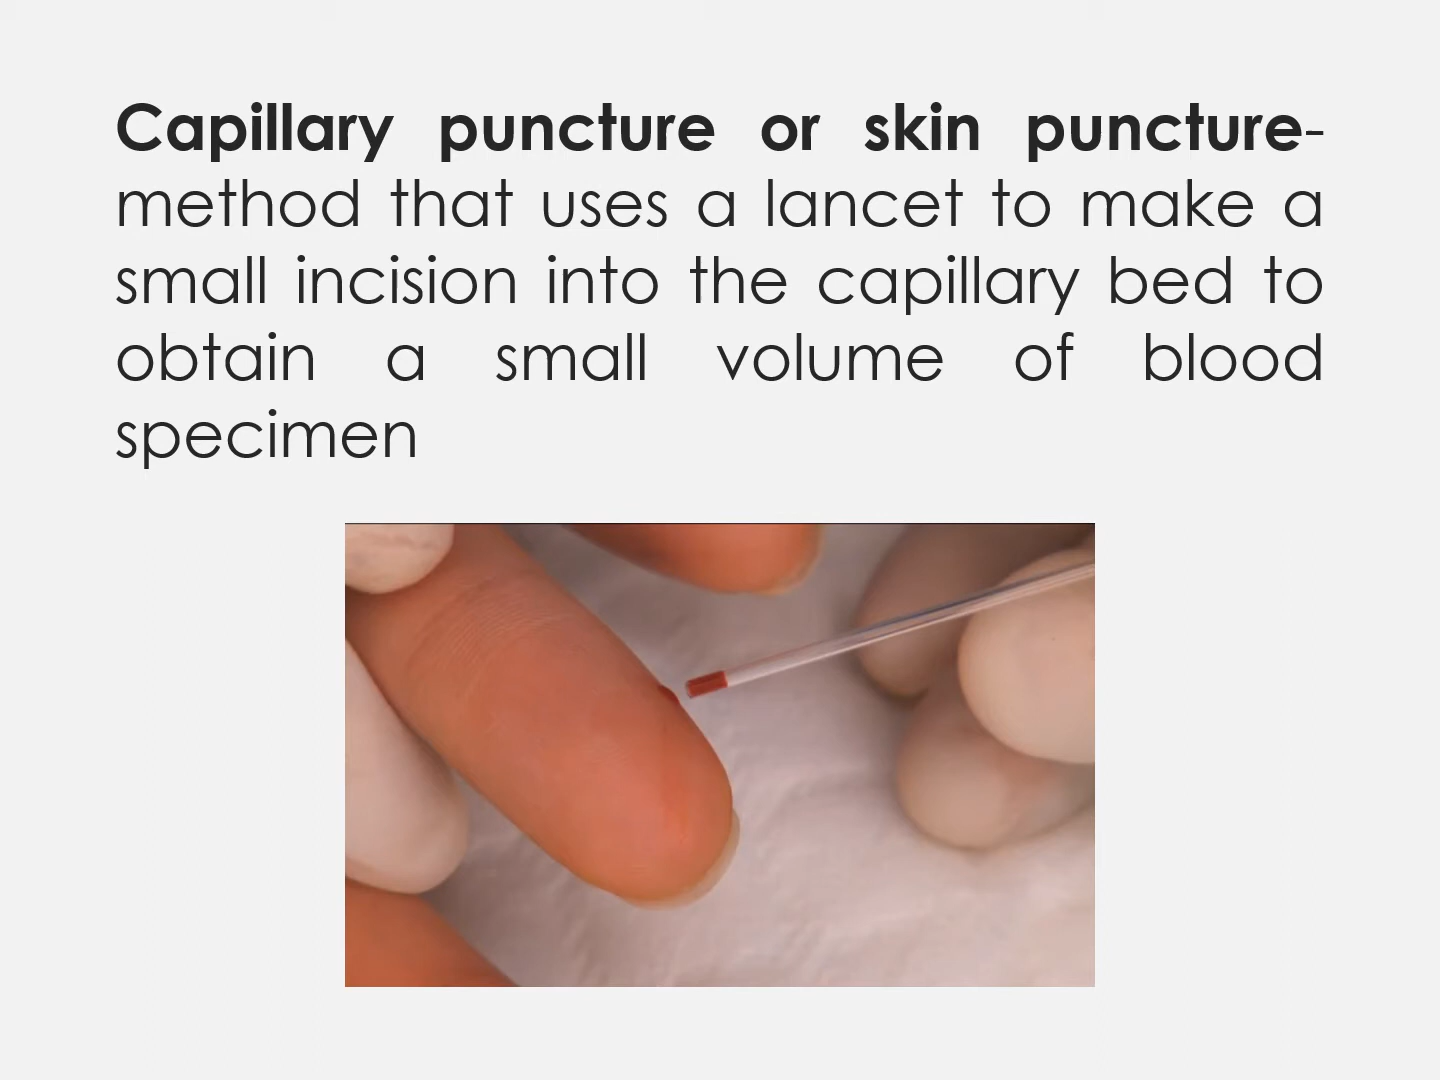 Capillary puncture or skin puncture-
method that uses a lancet to make a
small incision into the capillary bed to
obtain a small volume of blood
specimen